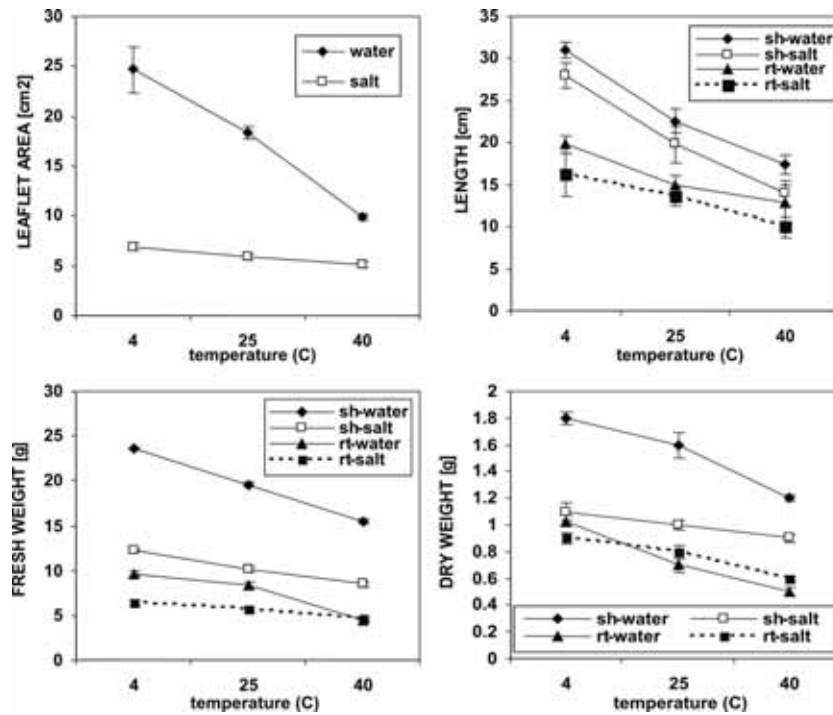 LEAFLET AREA [cm2]
30
25
20
15
10
5
0
water
salt
4 25 40
temperature (C)
LENGTH [cm]
35
30
25
20
15
10
5
0
sh-water
sh-salt
rt-water
rt-salt
4 25 40
temperature (C)
FRESH WEIGHT [g]
30
25
20
15
10
5
0
sh-water
sh-salt
rt-water
rt-salt
4 25 40
temperature (C)
DRY WEIGHT [g]
2
1.8
1.6
1.4
1.2
1
0.8
0.6
0.4
0.2
0
sh-water sh-salt
rt-water rt-salt
4 25 40
temperature (C)